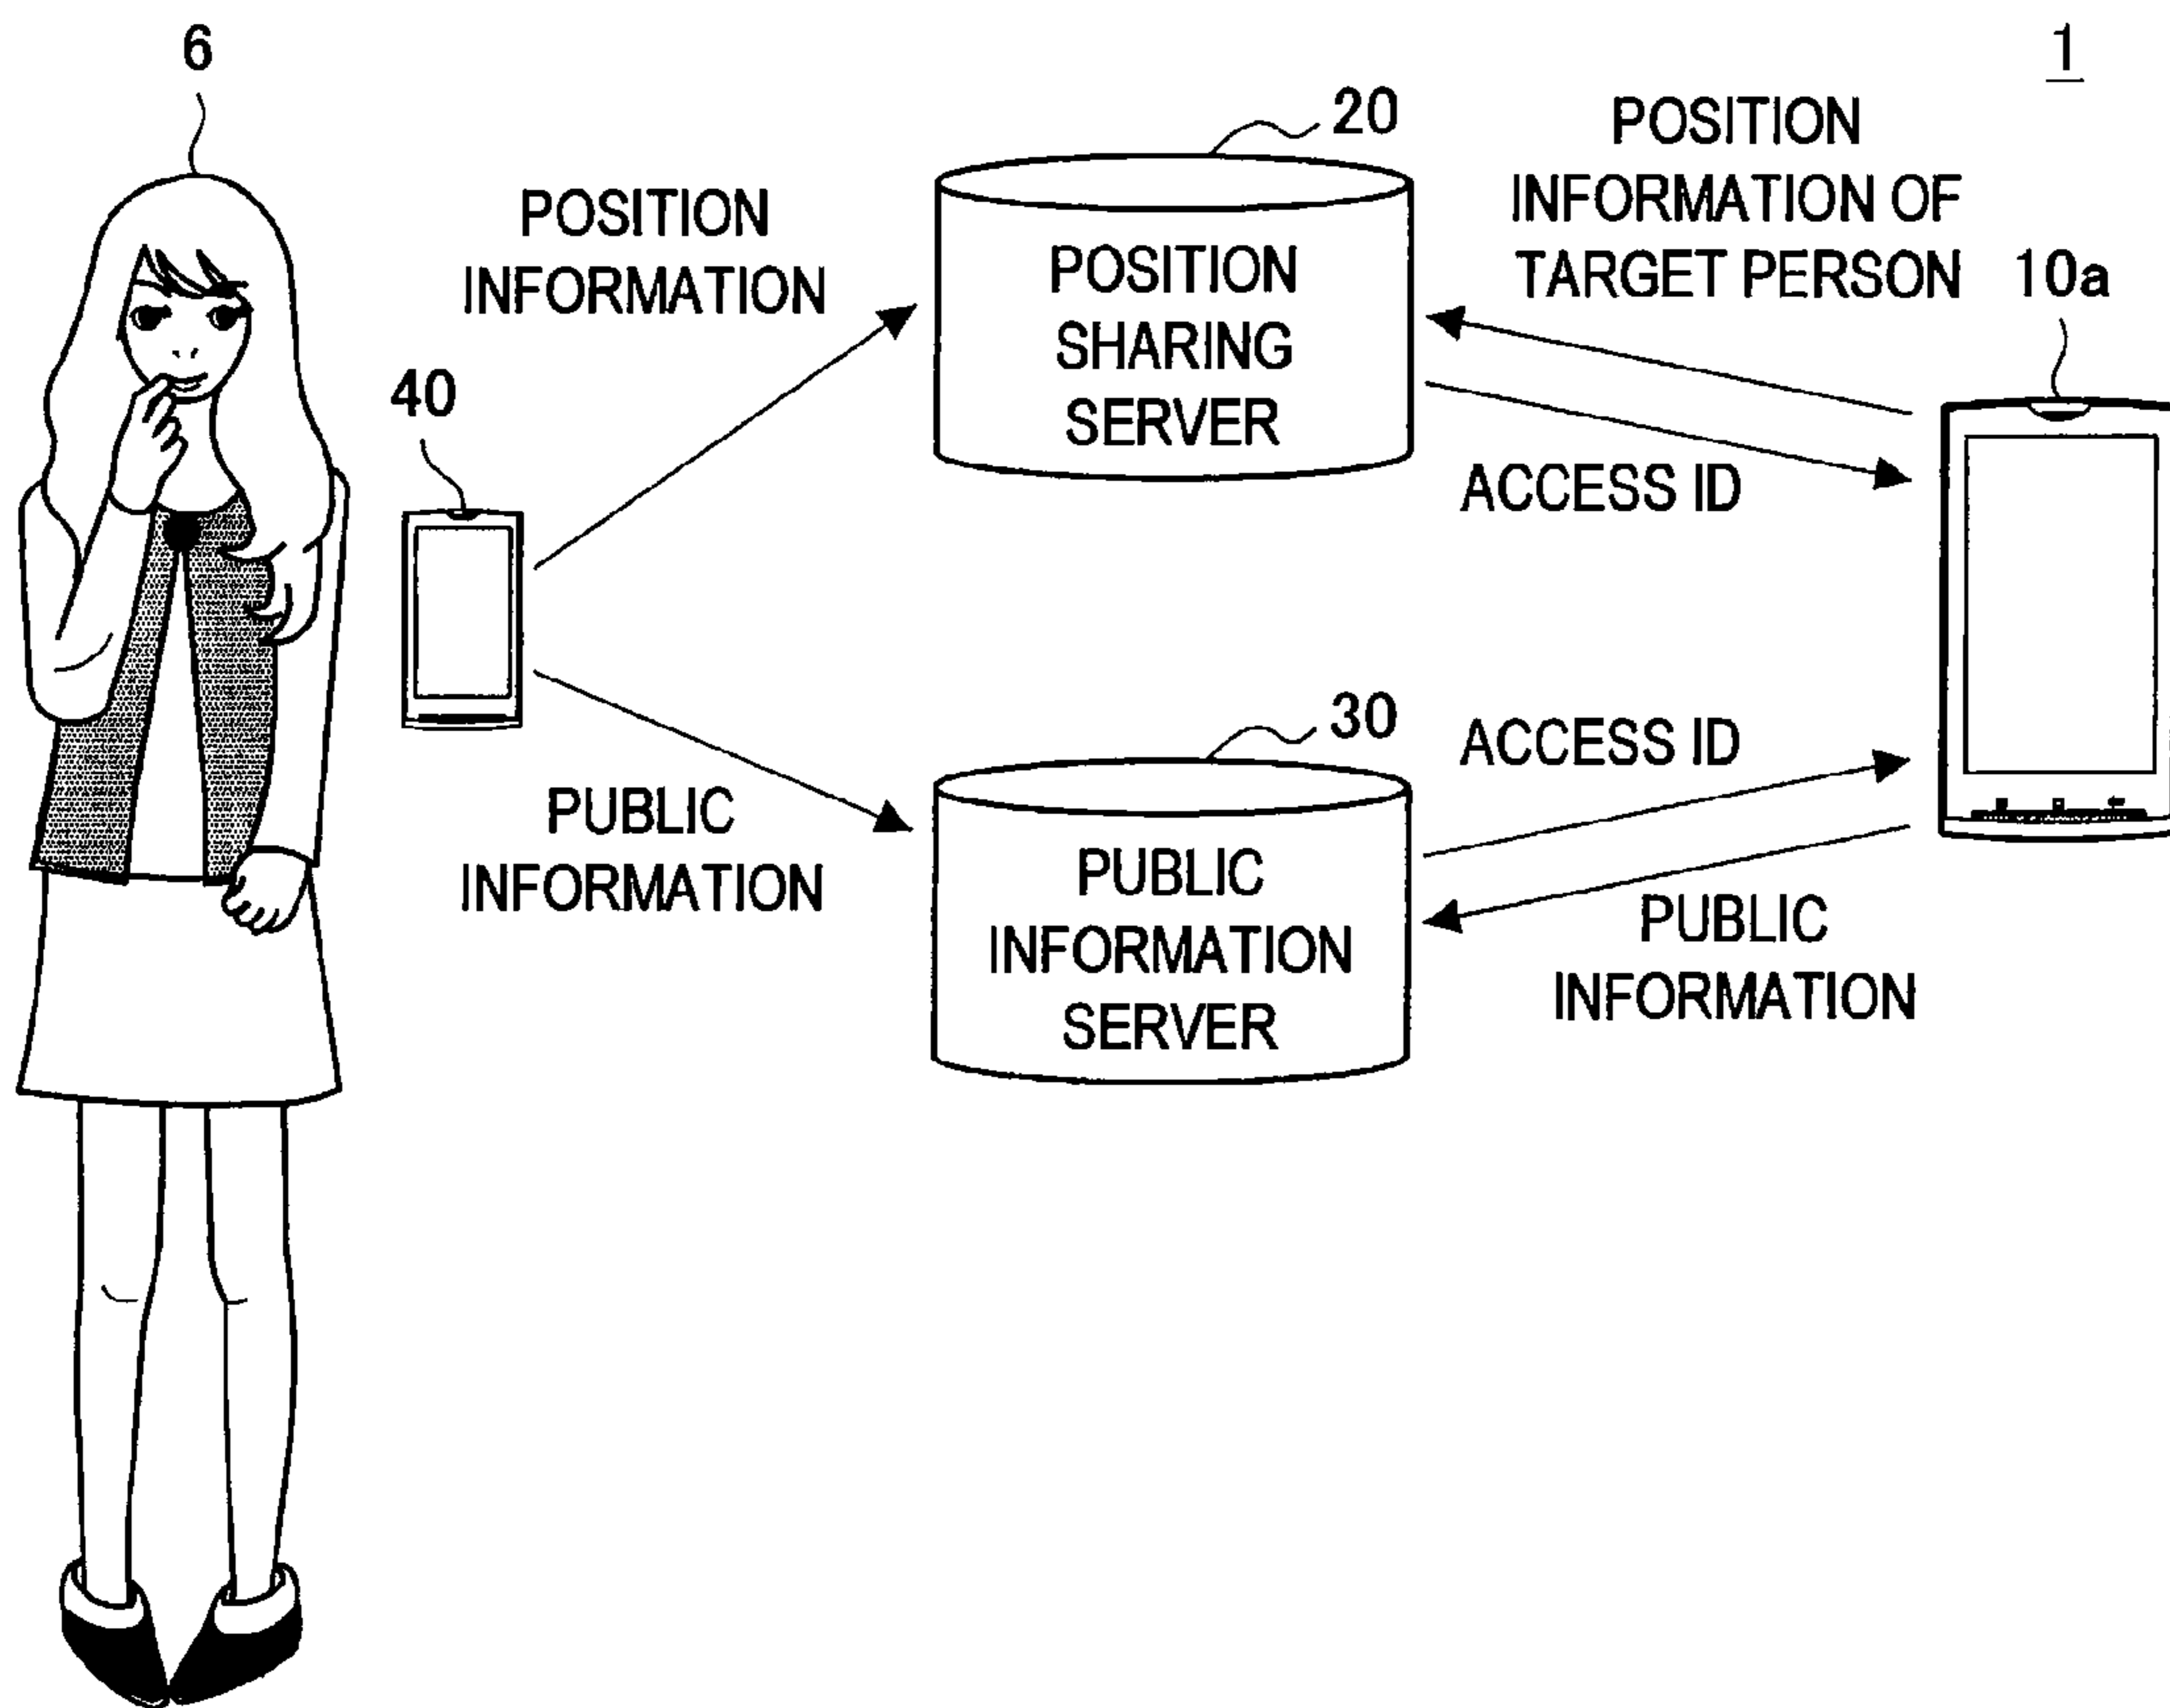 6
1
20
POSITION
INFORMATION OF
TARGET PERSON
10a
POSITION
INFORMATION
POSITION
SHARING
SERVER
40
ACCESS ID
30
ACCESS ID
PUBLIC
INFORMATION
PUBLIC
INFORMATION
SERVER
PUBLIC
INFORMATION